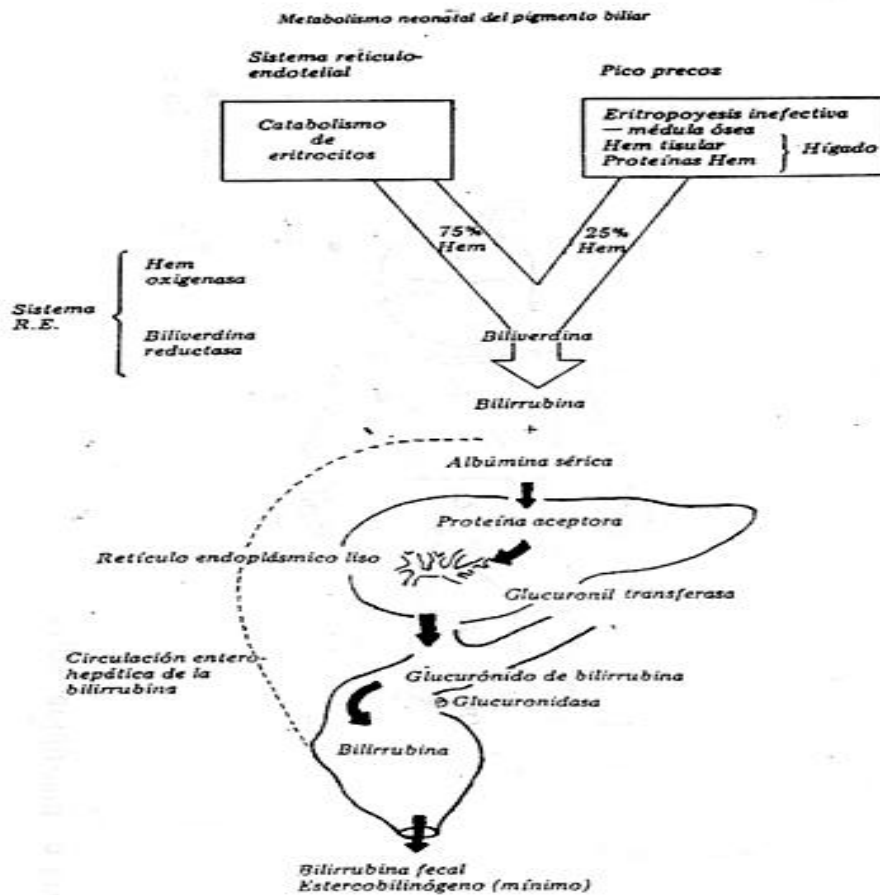 Metabolismo neonatal del pigmento biliar
Sistema retículo-
endotelial
Pico precoz
Catabolismo
de
eritrocitos
Eritropoyesis inefectiva
— médula ósea
Hem tisular
Proteínas Hem
Hígado
75%
Hem
25%
Hem
Sistema
R.E.
Hem
oxigenasa
Biliverdina
reductasa
Biliverdina
Bilirrubina
+
Albúmina sérica
Proteína aceptora
Retículo endoplásmico liso
Glucuronil transferasa
Circulación entero-
hepática de la
bilirrubina
Glucurónido de bilirrubina
Glucuronidasa
Bilirrubina
Bilirrubina fecal
Estercobilinógeno (mínimo)